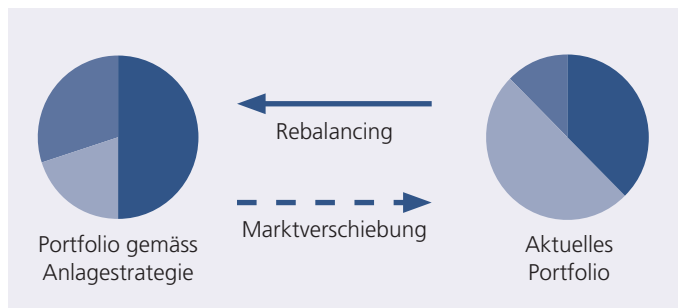 Rebalancing
Marktverschiebung
Portfolio gemäss
Anlagestrategie
Aktuelles
Portfolio